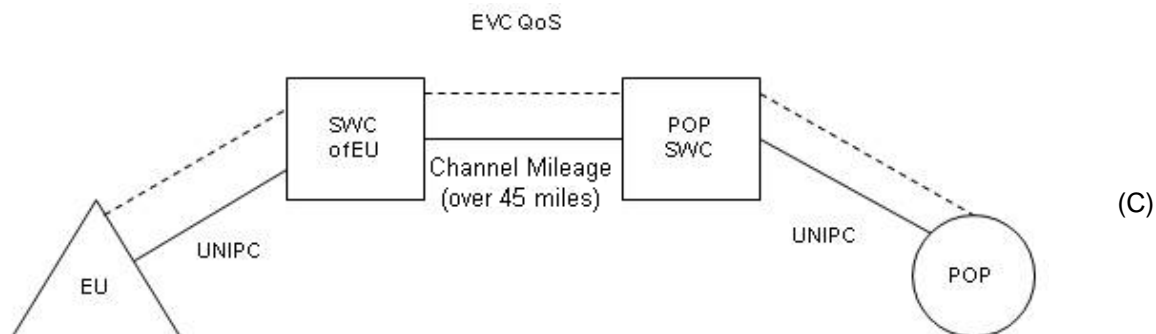 EVC QoS
SWC
ofEU
POP
SWC
Channel Mileage
(over 45 miles)
(C)
UNIPC
UNIPC
EU
POP